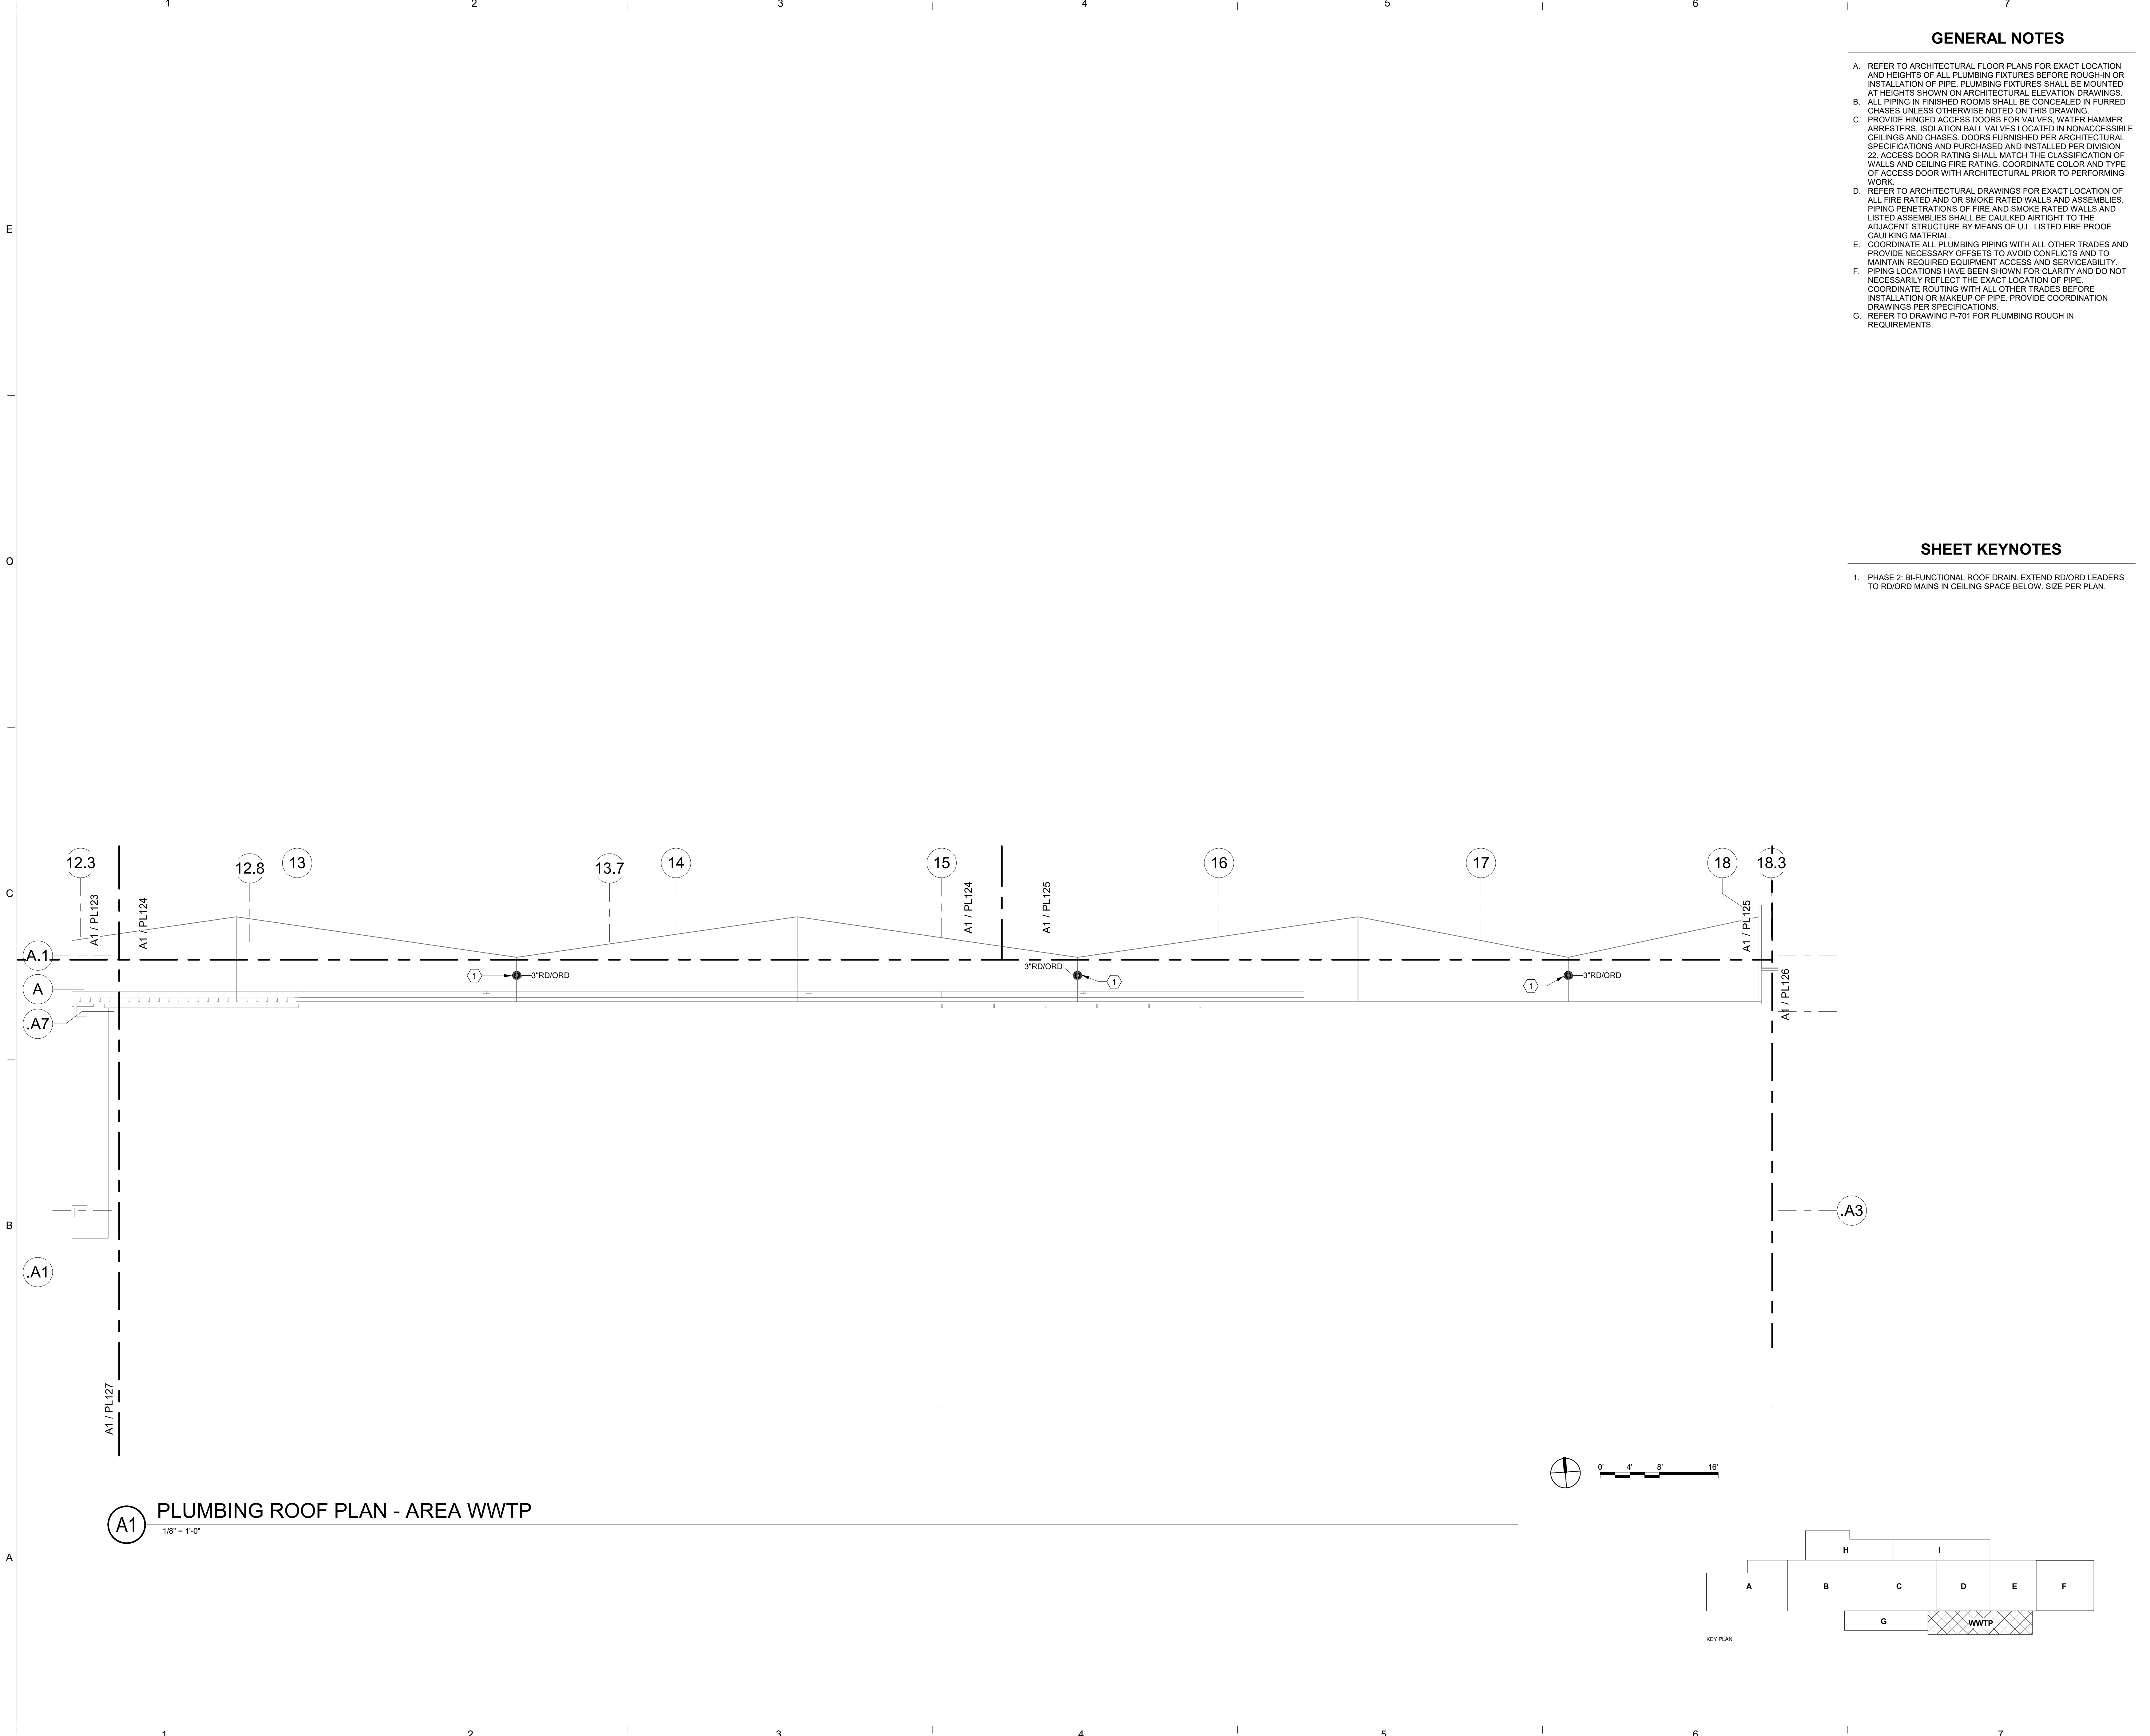 1 2 3 4 5 6 7
GENERAL NOTES
A. REFER TO ARCHITECTURAL FLOOR PLANS FOR EXACT LOCATION
AND HEIGHTS OF ALL PLUMBING FIXTURES BEFORE ROUGH-IN OR
INSTALLATION OF PIPE. PLUMBING FIXTURES SHALL BE MOUNTED
AT HEIGHTS SHOWN ON ARCHITECTURAL ELEVATION DRAWINGS.
B. ALL PIPING IN FINISHED ROOMS SHALL BE CONCEALED IN FURRED
CHASES UNLESS OTHERWISE NOTED ON THIS DRAWING.
C. PROVIDE HINGED ACCESS DOORS FOR VALVES, WATER HAMMER
ARRESTERS, ISOLATION BALL VALVES LOCATED IN NONACCESSIBLE
CEILINGS AND CHASES. DOORS FURNISHED PER ARCHITECTURAL
SPECIFICATIONS AND PURCHASED AND INSTALLED PER DIVISION
22. ACCESS DOOR RATING SHALL MATCH THE CLASSIFICATION OF
WALLS AND CEILING FIRE RATING. COORDINATE COLOR AND TYPE
OF ACCESS DOOR WITH ARCHITECTURAL PRIOR TO PERFORMING
WORK.
D. REFER TO ARCHITECTURAL DRAWINGS FOR EXACT LOCATION OF
ALL FIRE RATED AND OR SMOKE RATED WALLS AND ASSEMBLIES.
PIPING PENETRATIONS OF FIRE AND SMOKE RATED WALLS AND
LISTED ASSEMBLIES SHALL BE CAULKED AIRTIGHT TO THE
ADJACENT STRUCTURE BY MEANS OF U.L. LISTED FIRE PROOF
CAULKING MATERIAL.
E. COORDINATE ALL PLUMBING PIPING WITH ALL OTHER TRADES AND
PROVIDE NECESSARY OFFSETS TO AVOID CONFLICTS AND TO
MAINTAIN REQUIRED EQUIPMENT ACCESS AND SERVICEABILITY.
F. PIPING LOCATIONS HAVE BEEN SHOWN FOR CLARITY AND DO NOT
NECESSARILY REFLECT THE EXACT LOCATION OF PIPE.
COORDINATE ROUTING WITH ALL OTHER TRADES BEFORE
INSTALLATION OR MAKEUP OF PIPE. PROVIDE COORDINATION
DRAWINGS PER SPECIFICATIONS.
G. REFER TO DRAWING P-701 FOR PLUMBING ROUGH IN
REQUIREMENTS.
E
O
SHEET KEYNOTES
1. PHASE 2: BI-FUNCTIONAL ROOF DRAIN. EXTEND RD/ORD LEADERS
TO RD/ORD MAINS IN CEILING SPACE BELOW. SIZE PER PLAN.
12.3 12.8 13 13.7 14 15 16 17 18 18.3
C
A1 / PL123
A1 / PL124
A1 / PL124
A1 / PL125
A1 / PL125
A1 / PL126
A.1
A
.A7
1 3"RD/ORD
3"RD/ORD 1
1 3"RD/ORD
B
.A3
.A1
A1 / PL127
0' 4' 8' 16'
A1 PLUMBING ROOF PLAN - AREA WWTP
1/8" = 1'-0"
A
H I
A B C D E F
G WWTP
KEY PLAN
1 2 3 4 5 6 7